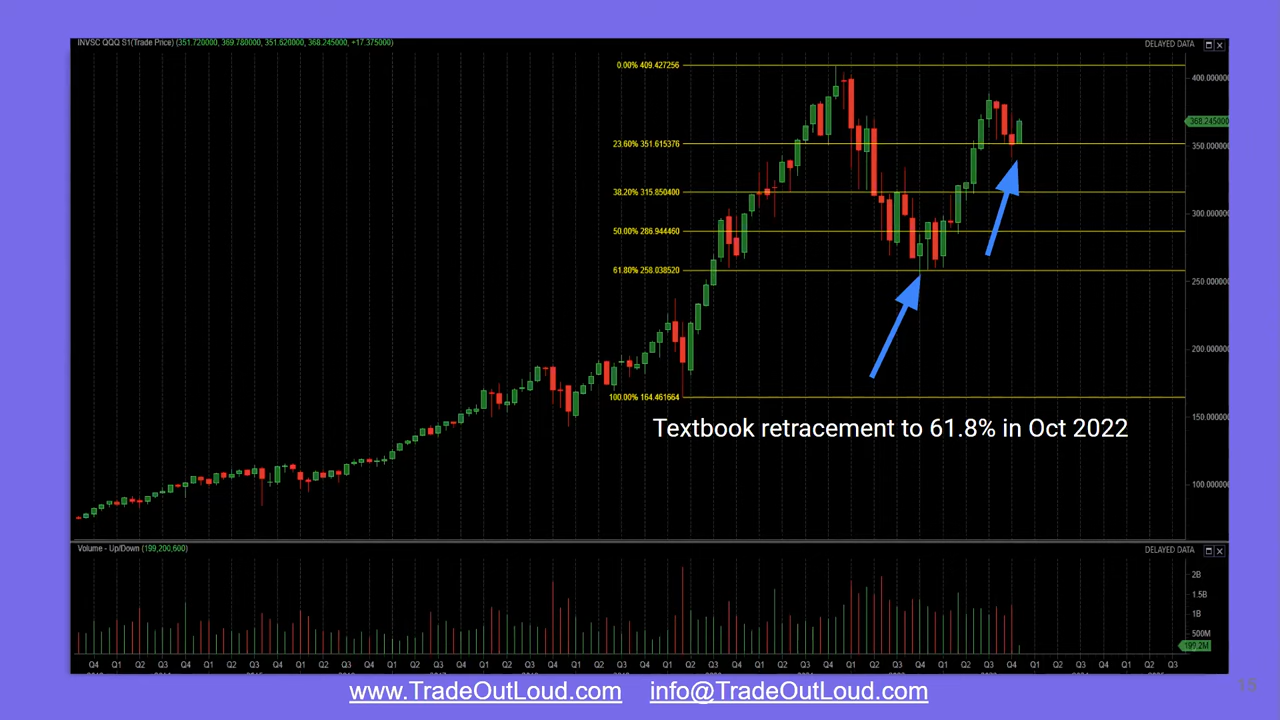 INVSC QQQ S1(Trade Price) (351.720000, 369.780000, 351.620000, 368.245000, +17.375000)
DELAYED DATA
0.00% 409.427256
400.000000
368.245000
23.60% 351.615376
350.000000
38.20% 315.850400
300.000000
50.00% 286.944460
61.80% 258.038520
250.000000
200.000000
100.00% 164.461664
150.000000
Textbook retracement to 61.8% in Oct 2022
100.000000
Volume - Up/Down (199,200,600)
DELAYED DATA
2B
1.5B
1B
500M
199.2M
Q4 Q1 Q2 Q3 Q4 Q1 Q2 Q3 Q4 Q1 Q2 Q3 Q4 Q1 Q2 Q3 Q4 Q1 Q2 Q3 Q4 Q1 Q2 Q3 Q4 Q1 Q2 Q3 Q4 Q1 Q2 Q3 Q4 Q1 Q2 Q3 Q4 Q1 Q2 Q3 Q4 Q1 Q2 Q3 Q4 Q1 Q2 Q3
www.TradeOutLoud.com info@TradeOutLoud.com
15